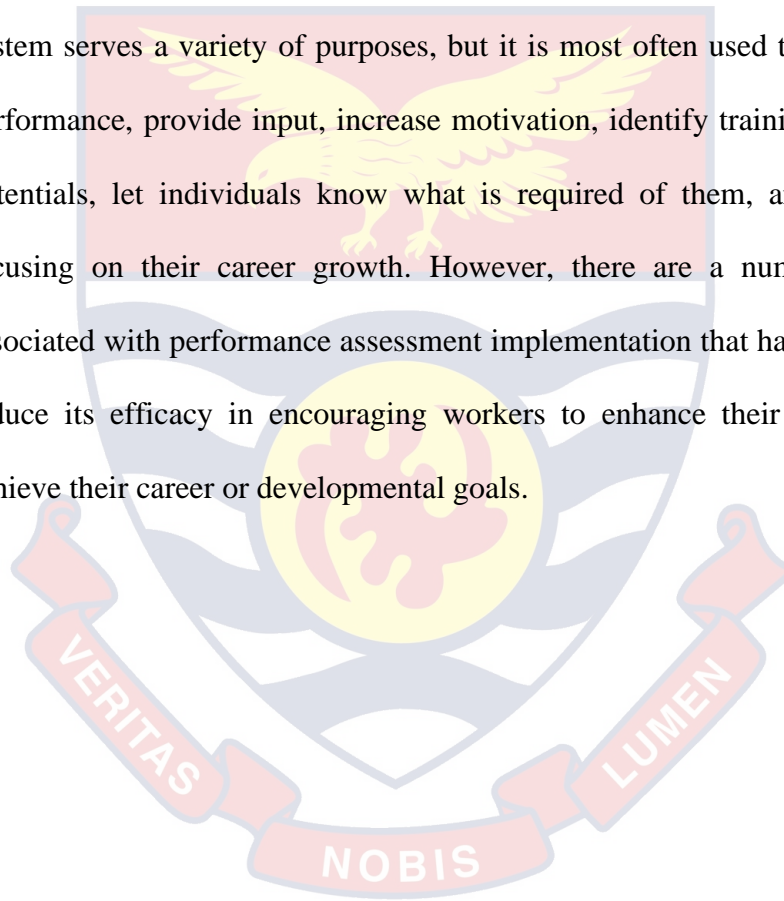 stem serves a variety of purposes, but it is most often used t
rformance, provide input, increase motivation, identify traini
tentials, let individuals know what is required of them, a
cusing on their career growth. However, there are a num
sociated with performance assessment implementation that ha
duce its efficacy in encouraging workers to enhance their
hieve their career or developmental goals.
VERITAS
NOBIS
LUMEN